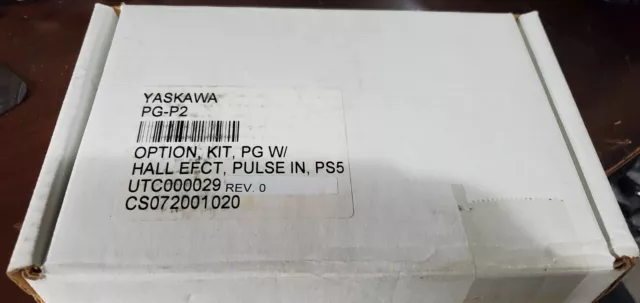 YASKAWA
PG-P2
OPTION, KIT, PG W/
HALL EFCT, PULSE IN, PS5
UTC000029 REV. 0
CS072001020